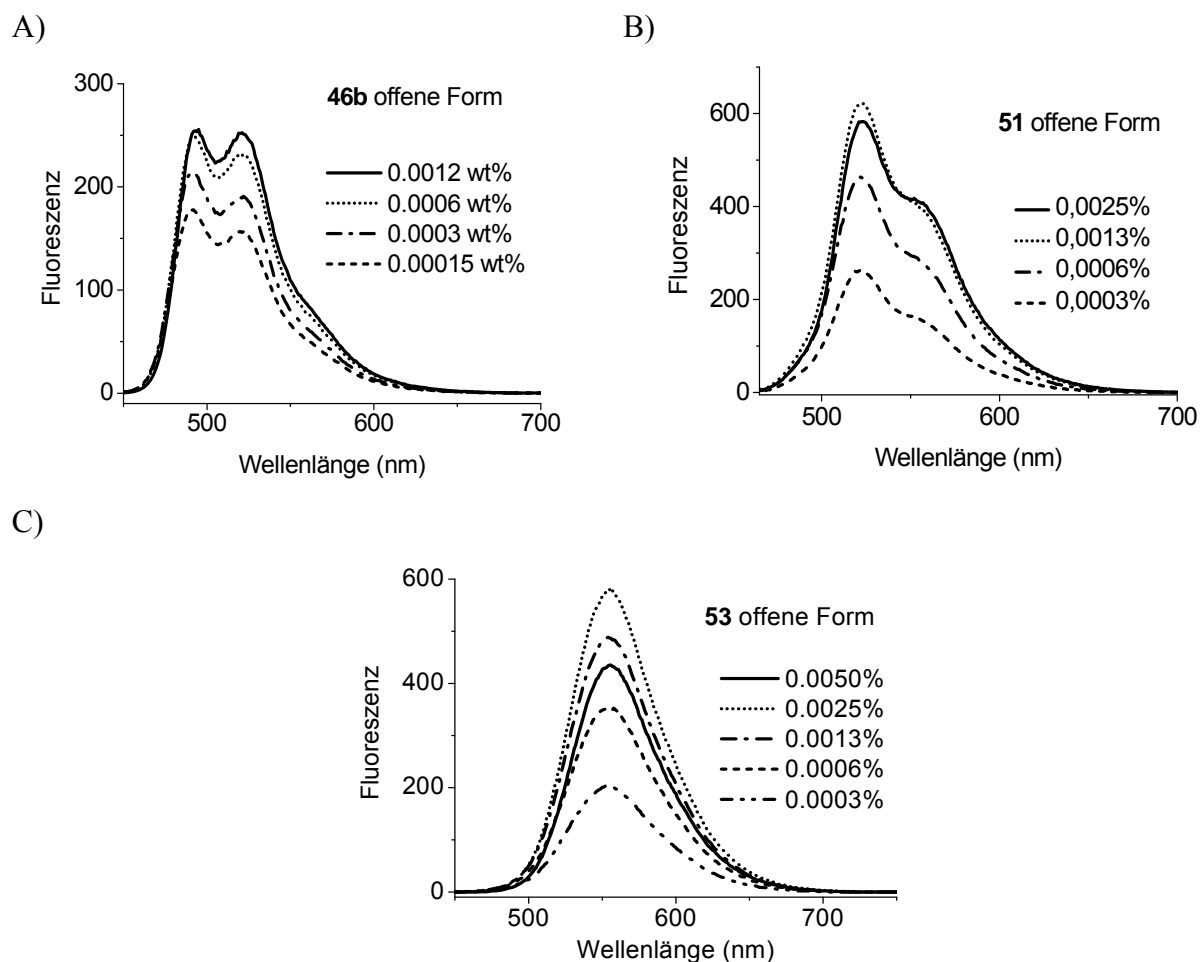 A)
300
200
100
0
500
600
700
Fluoreszenz
Wellenlänge (nm)
46b offene Form
0.0012 wt%
0.0006 wt%
0.0003 wt%
0.00015 wt%
B)
600
400
200
0
500
600
700
Fluoreszenz
Wellenlänge (nm)
51 offene Form
0,0025%
0,0013%
0,0006%
0,0003%
C)
600
400
200
0
500
600
700
Fluoreszenz
Wellenlänge (nm)
53 offene Form
0.0050%
0.0025%
0.0013%
0.0006%
0.0003%